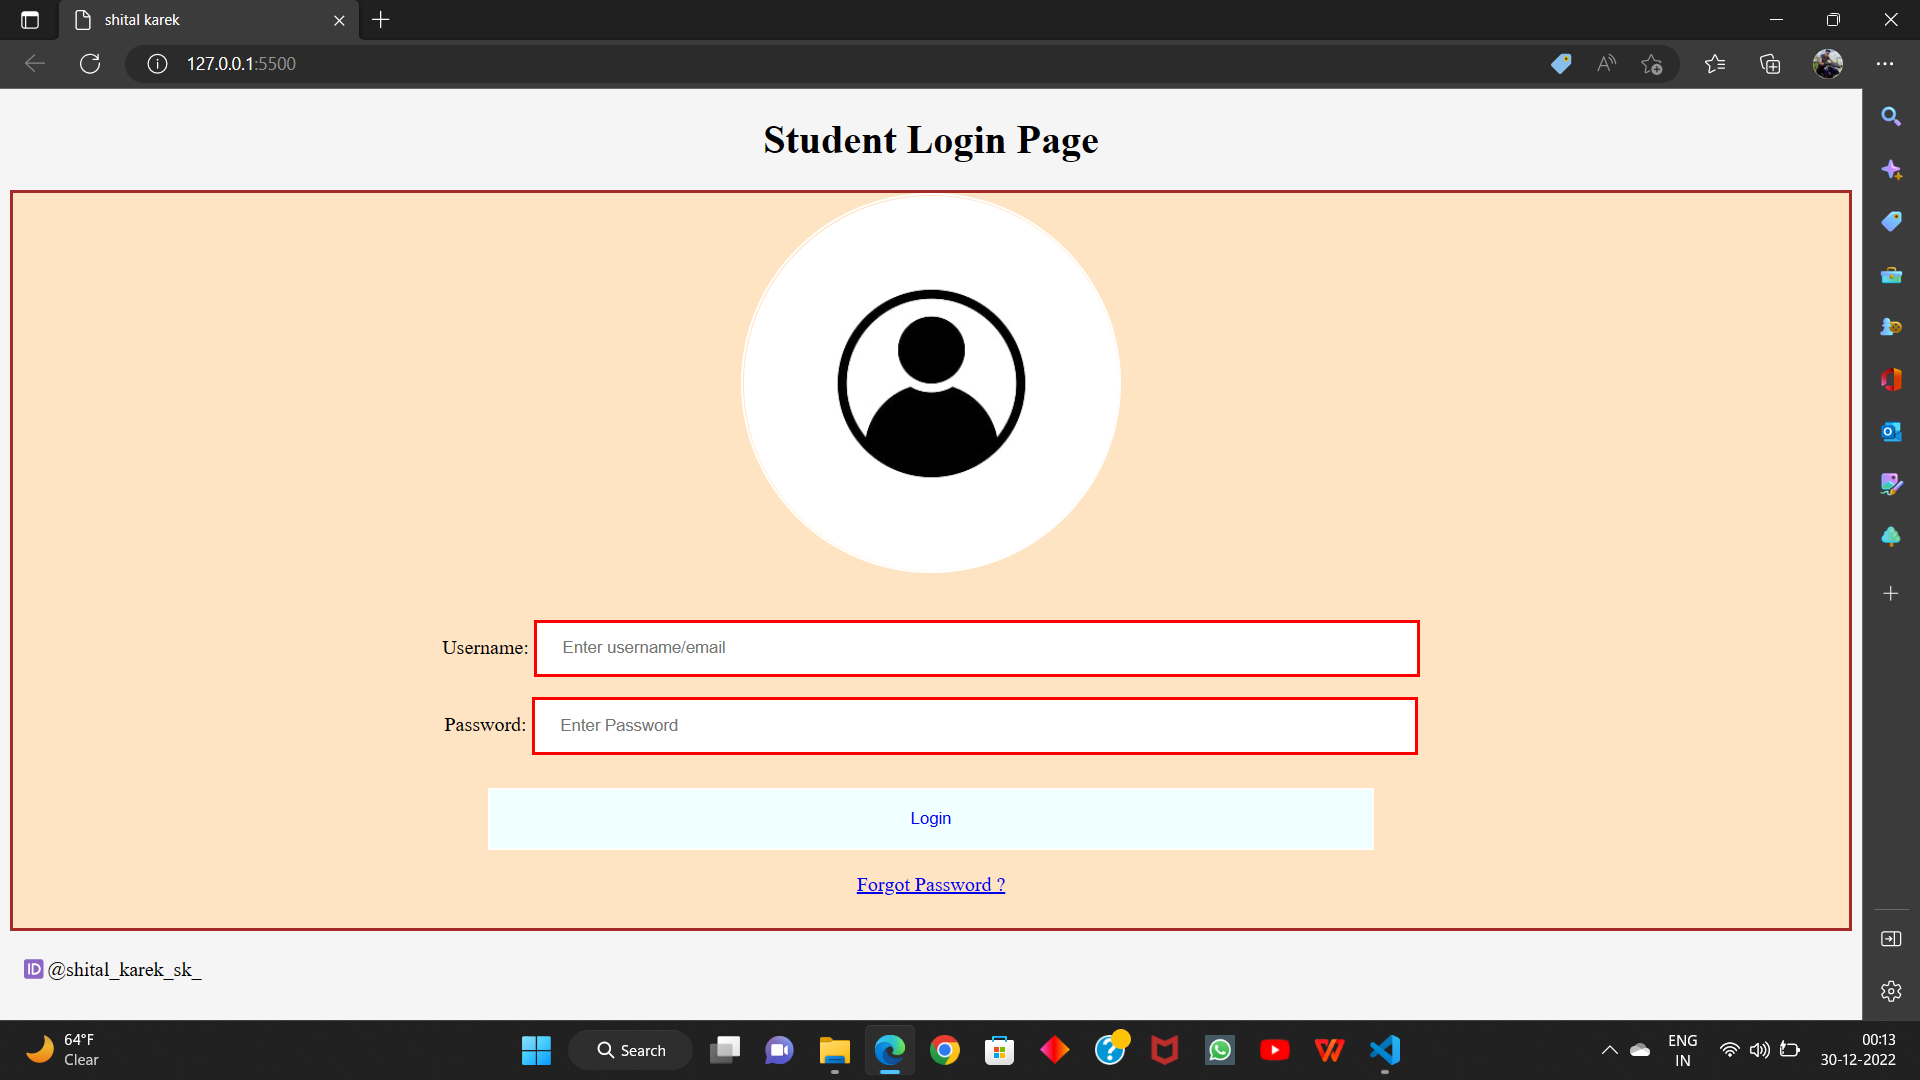 shital karek
127.0.0.1:5500
Student Login Page
Username: Enter username/email
Password: Enter Password
Login
Forgot Password ?
🆔 @shital_karek_sk_
64°F
Clear
Search
ENG
IN
00:13
30-12-2022